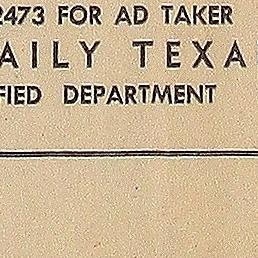 2473 FOR AD TAKER
AILY TEXA
FIED DEPARTMENT